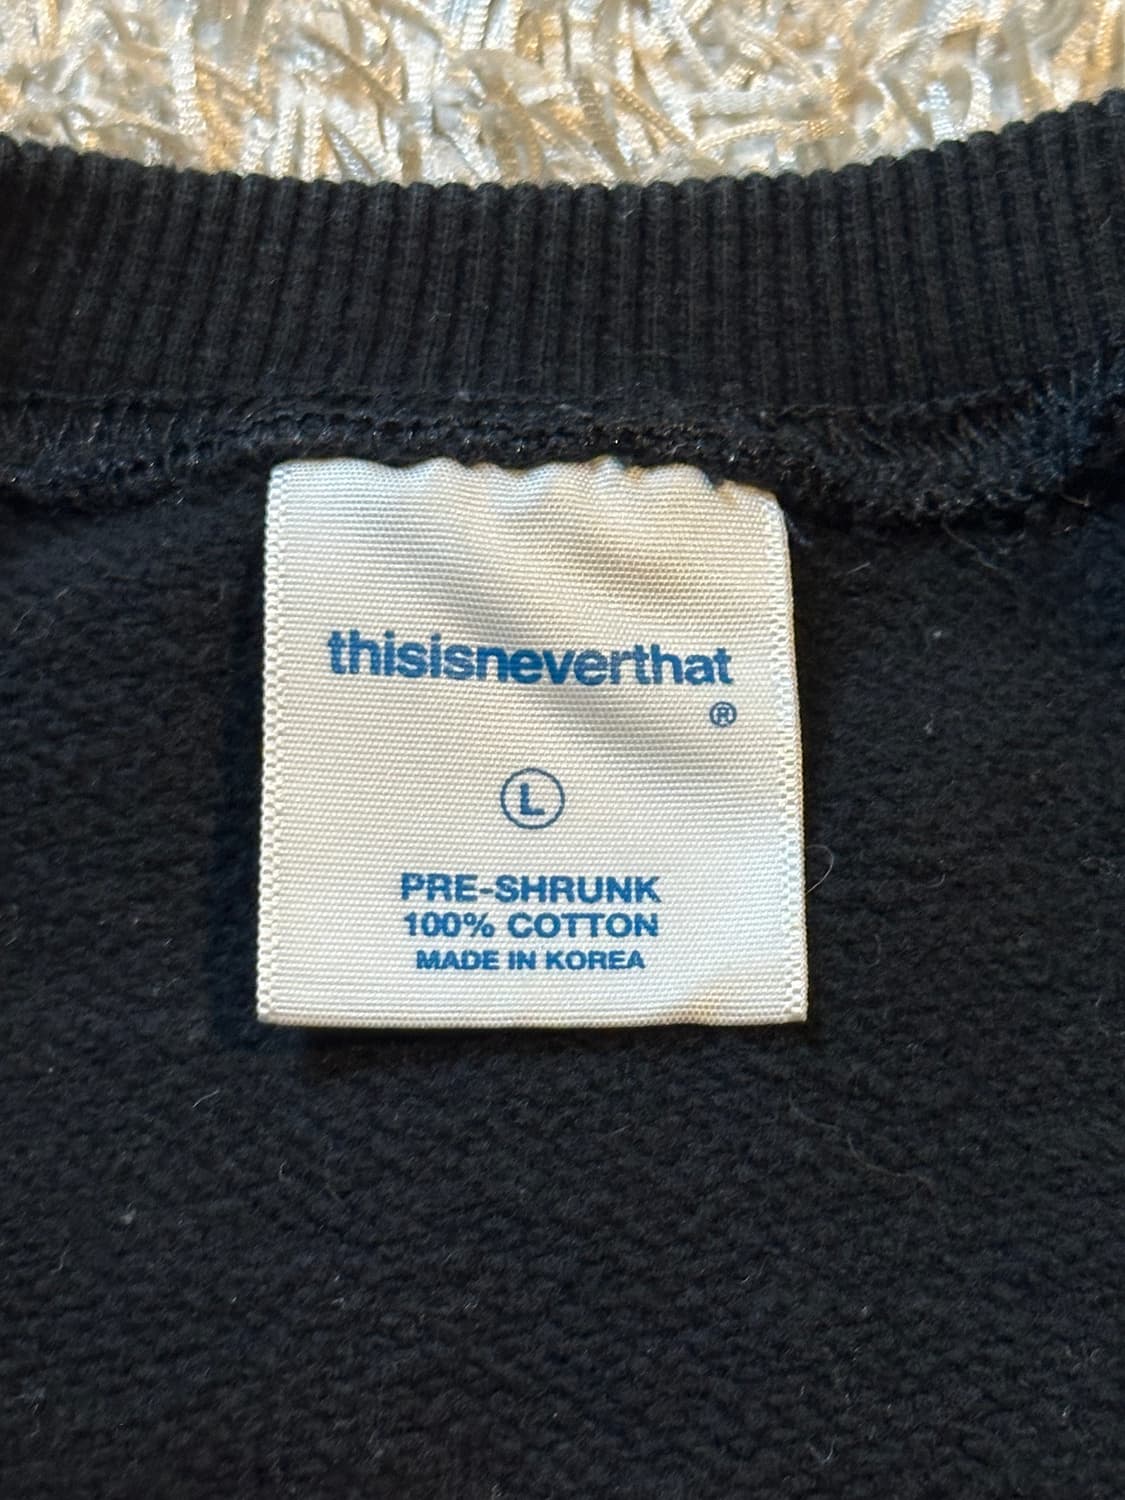 thisisneverthat
®
L
PRE-SHRUNK
100% COTTON
MADE IN KOREA